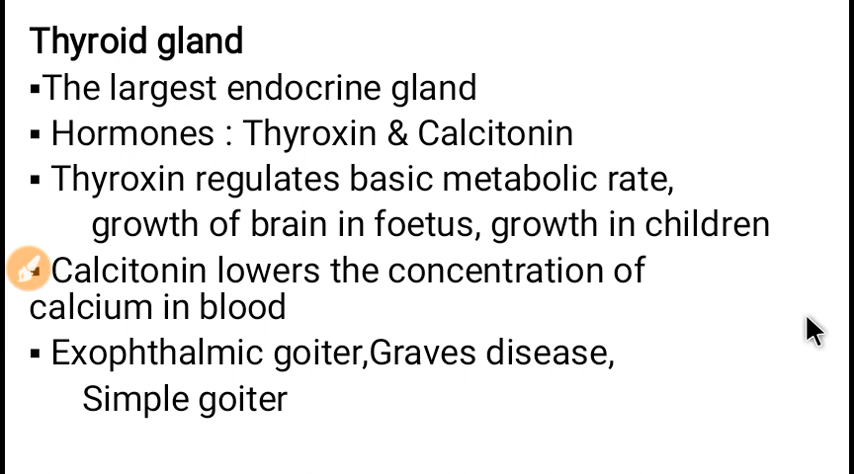 Thyroid gland
▪The largest endocrine gland
▪ Hormones : Thyroxin & Calcitonin
▪ Thyroxin regulates basic metabolic rate,
growth of brain in foetus, growth in children
▪ Calcitonin lowers the concentration of
calcium in blood
▪ Exophthalmic goiter,Graves disease,
Simple goiter